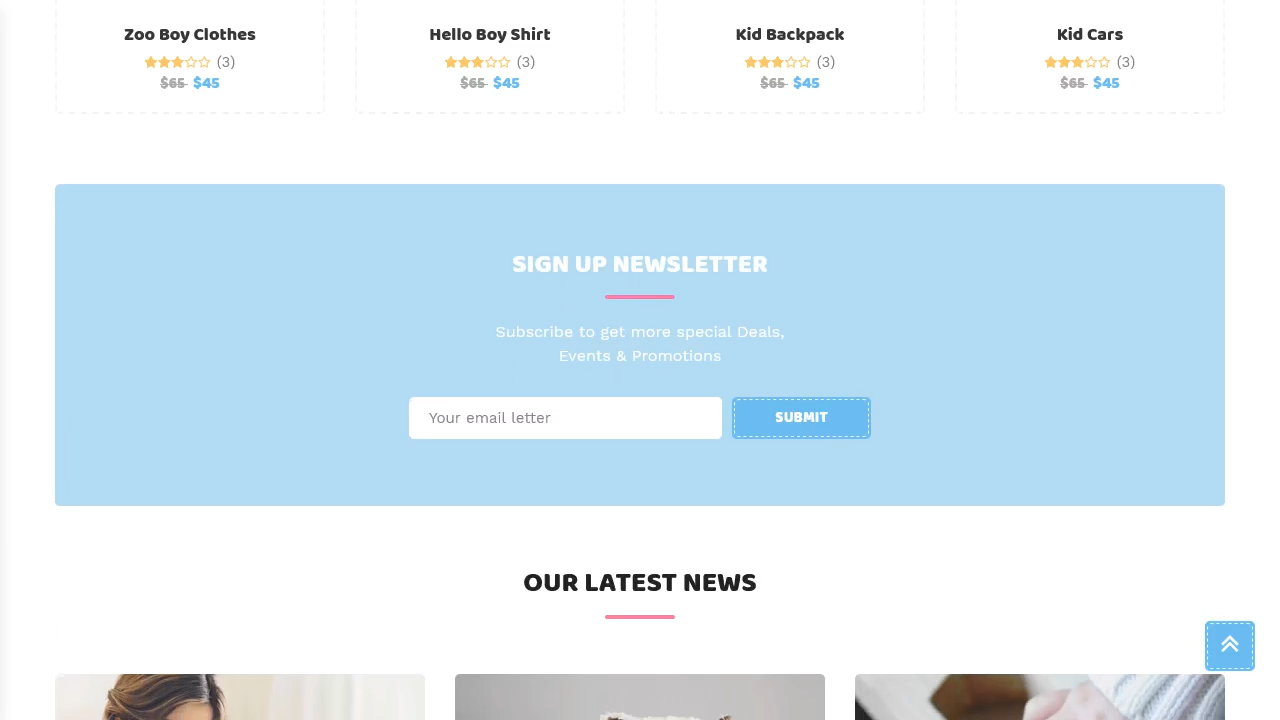 Zoo Boy Clothes
(3)
$65 $45
Hello Boy Shirt
(3)
$65 $45
Kid Backpack
(3)
$65 $45
Kid Cars
(3)
$65 $45
SIGN UP NEWSLETTER
Subscribe to get more special Deals,
Events & Promotions
Your email letter
SUBMIT
OUR LATEST NEWS